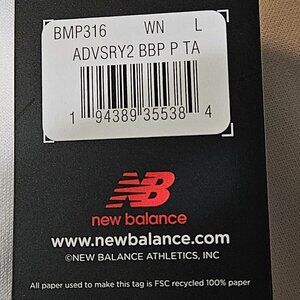 BMP316 WN L
ADVSRY2 BBP P TA
1 94389 35538 4
NB
new balance
www.newbalance.com
©NEW BALANCE ATHLETICS, INC
All paper used to make this tag is FSC recycled 100% paper